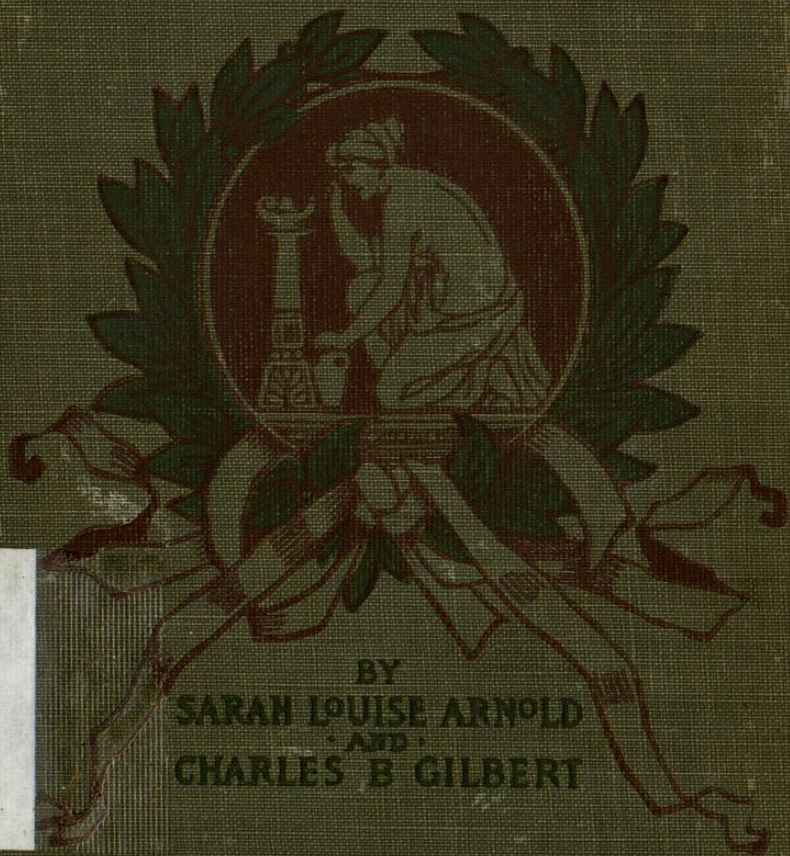 BY
SARAH LOUISE ARNOLD
· AND ·
CHARLES B GILBERT